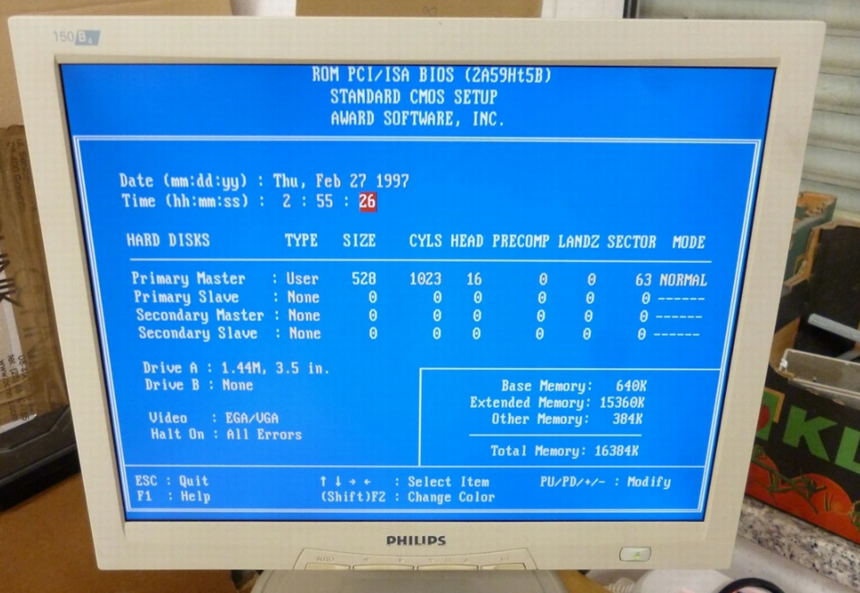 150 B
ROM PCI/ISA BIOS (2A59Ht5B)
STANDARD CMOS SETUP
AWARD SOFTWARE, INC.
Date (mm:dd:yy) : Thu, Feb 27 1997
Time (hh:mm:ss) : 2 : 55 : 26
HARD DISKS TYPE SIZE CYLS HEAD PRECOMP LANDZ SECTOR MODE
Primary Master : User 528 1023 16 0 0 63 NORMAL
Primary Slave : None 0 0 0 0 0 0 ------
Secondary Master : None 0 0 0 0 0 0 ------
Secondary Slave : None 0 0 0 0 0 0 ------
Drive A : 1.44M, 3.5 in.
Drive B : None
Video : EGA/VGA
Halt On : All Errors
Base Memory: 640K
Extended Memory: 15360K
Other Memory: 384K
Total Memory: 16384K
ESC : Quit ↑ ↓ → ← : Select Item PU/PD/+/- : Modify
F1 : Help (Shift)F2 : Change Color
PHILIPS
KL